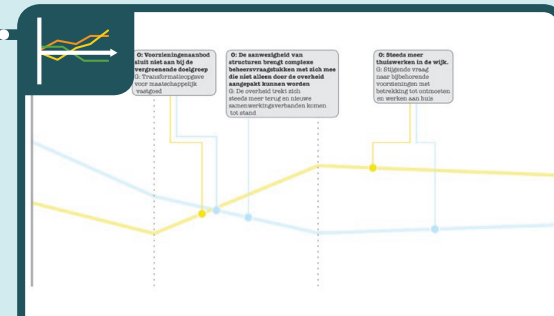 O: Voorzieningenaanbod
sluit niet aan bij de
vergroenende doelgroep
G: Transformatieopgave
voor maatschappelijk
vastgoed
O: De aanwezigheid van
structuren brengt complexe
beheersvraagstukken met zich mee
die niet alleen door de overheid
aangepakt kunnen worden
G: De overheid trekt zich
steeds meer terug en nieuwe
samenwerkingsverbanden komen
tot stand
O: Steeds meer
thuiswerken in de wijk.
G: Stijgende vraag
naar bijbehorende
voorzieningen met
betrekking tot ontmoeten
en werken aan huis